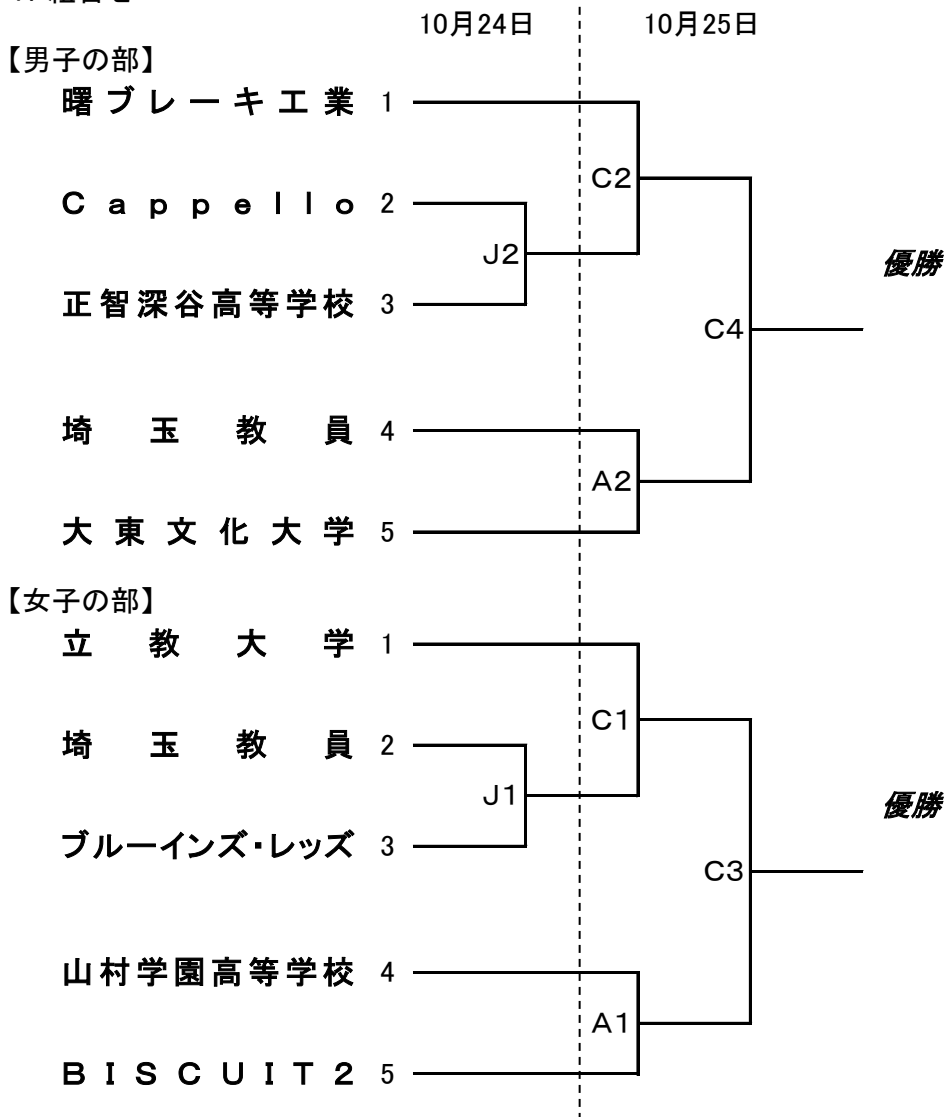 10月24日 10月25日
【男子の部】
曙ブレーキ工業 1
C2
Cappello 2
J2
優勝
正智深谷高等学校 3
C4
埼玉教員 4
A2
大東文化大学 5
【女子の部】
立教大学 1
C1
埼玉教員 2
J1
優勝
ブルーインズ・レッズ 3
C3
山村学園高等学校 4
A1
BISCUIT2 5